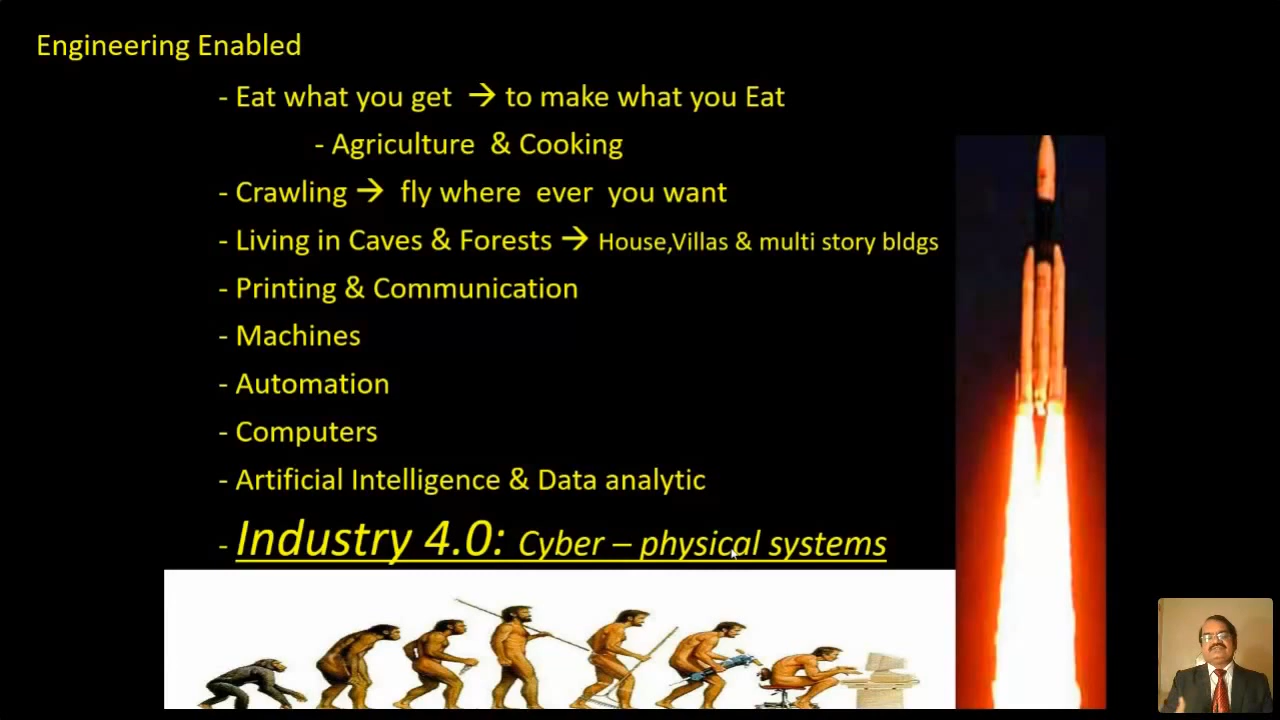 Engineering Enabled
- Eat what you get → to make what you Eat
- Agriculture & Cooking
- Crawling → fly where ever you want
- Living in Caves & Forests → House,Villas & multi story bldgs
- Printing & Communication
- Machines
- Automation
- Computers
- Artificial Intelligence & Data analytic
- Industry 4.0: Cyber – physical systems